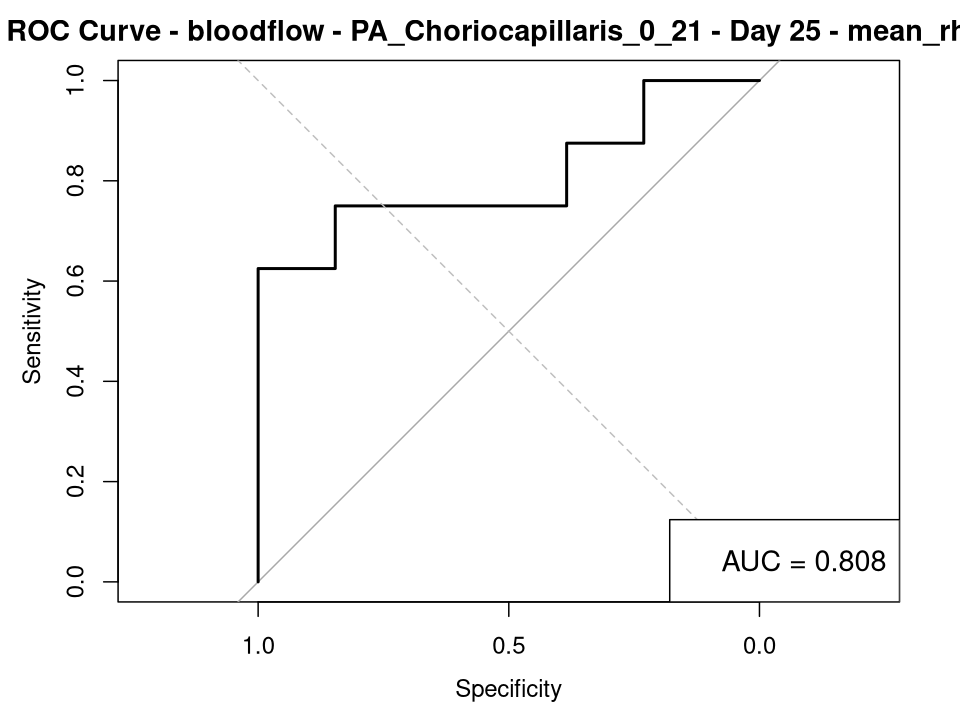 ROC Curve - bloodflow - PA_Choriocapillaris_0_21 - Day 25 - mean_rh
1.0
0.8
0.6
0.4
0.2
0.0
Sensitivity
AUC = 0.808
1.0 0.5 0.0
Specificity